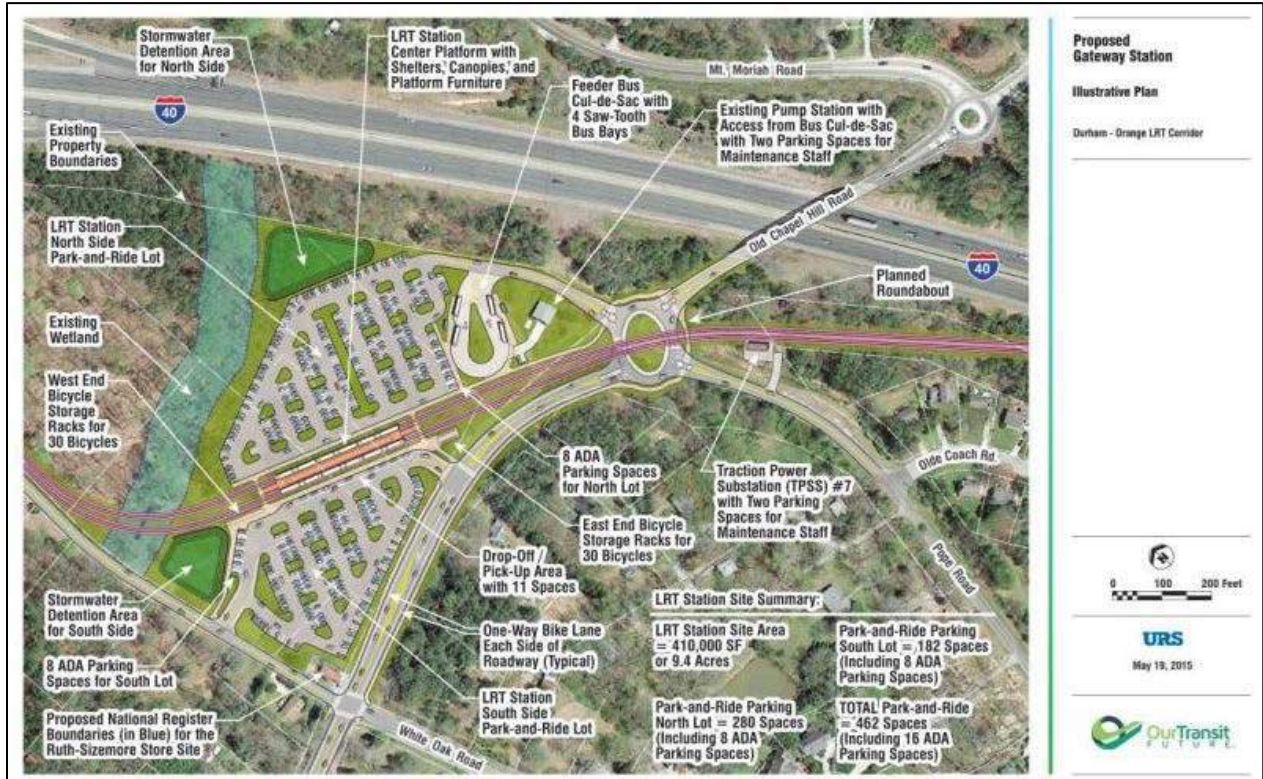 Stormwater
Detention Area
for North Side
LRT Station
Center Platform with
Shelters, Canopies, and
Platform Furniture
Feeder Bus
Cul-de-Sac with
4 Saw-Tooth
Bus Bays
Mt. Moriah Road
Existing Pump Station with
Access from Bus Cul-de-Sac
with Two Parking Spaces for
Maintenance Staff
40
Existing
Property
Boundaries
Old Chapel Hill Road
LRT Station
North Side
Park-and-Ride Lot
40
Planned
Roundabout
Existing
Wetland
West End
Bicycle
Storage
Racks for
30 Bicycles
8 ADA
Parking Spaces
for North Lot
Traction Power
Substation (TPSS) #7
with Two Parking
Spaces for
Maintenance Staff
Olde Coach Rd
East End Bicycle
Storage Racks for
30 Bicycles
Pope Road
Drop-Off /
Pick-Up Area
with 11 Spaces
Stormwater
Detention Area
for South Side
One-Way Bike Lane
Each Side of
Roadway (Typical)
8 ADA Parking
Spaces for South Lot
LRT Station
South Side
Park-and-Ride Lot
Proposed National Register
Boundaries (in Blue) for the
Ruth-Sizemore Store Site
White Oak Road
LRT Station Site Summary:
LRT Station Site Area
= 410,000 SF
or 9.4 Acres
Park-and-Ride Parking
South Lot = 182 Spaces
(Including 8 ADA
Parking Spaces)
Park-and-Ride Parking
North Lot = 280 Spaces
(Including 8 ADA
Parking Spaces)
TOTAL Park-and-Ride
= 462 Spaces
(Including 16 ADA
Parking Spaces)
Proposed
Gateway Station
Illustrative Plan
Durham - Orange LRT Corridor
0 100 200 Feet
URS
May 19, 2015
OurTransit
FUTURE